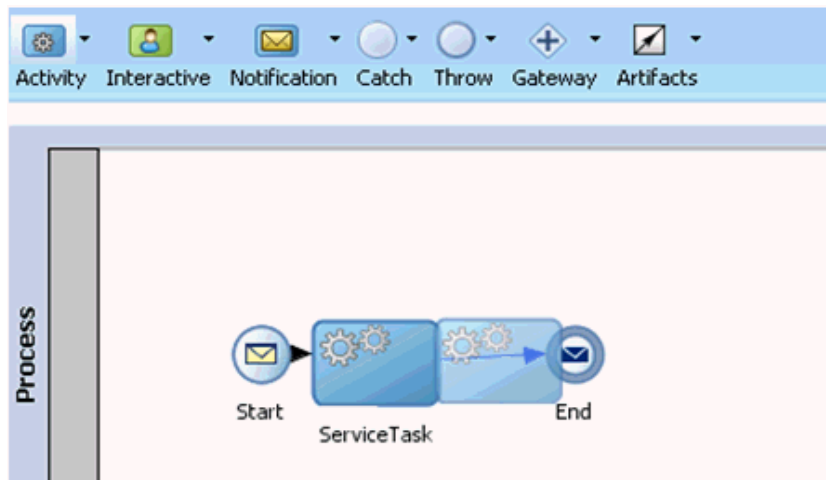 Activity Interactive Notification Catch Throw Gateway Artifacts
Process
Start
End
ServiceTask